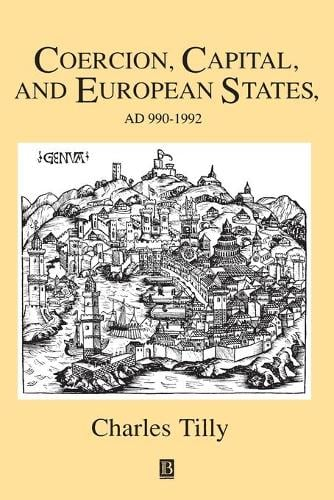 COERCION, CAPITAL,
AND EUROPEAN STATES,
AD 990-1992
GENVA
Charles Tilly
B